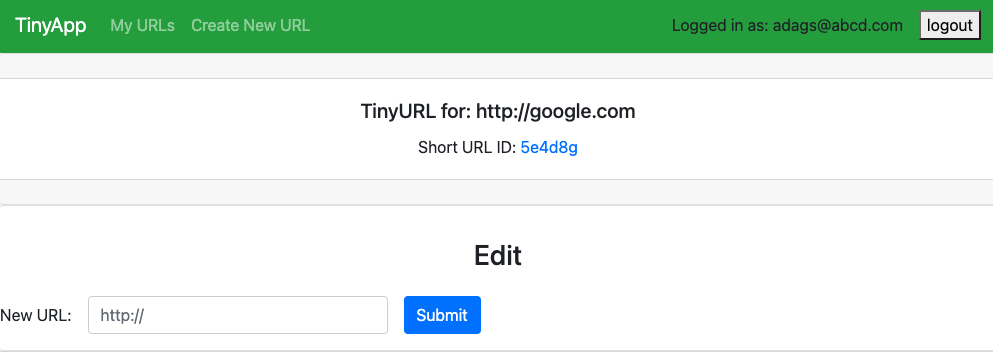 TinyApp My URLs Create New URL Logged in as: adags@abcd.com logout
TinyURL for: http://google.com
Short URL ID: 5e4d8g
Edit
New URL: http:// Submit